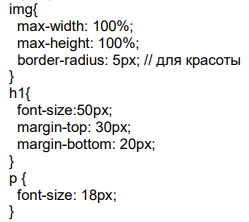 img{
max-width: 100%;
max-height: 100%;
border-radius: 5px; // для красоты
}
h1{
font-size:50px;
margin-top: 30px;
margin-bottom: 20px;
}
p {
font-size: 18px;
}